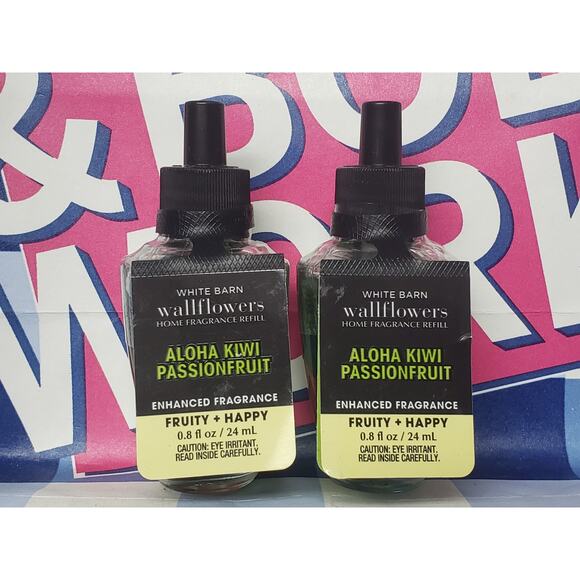 & BO
WORK
WHITE BARN
wallflowers
HOME FRAGRANCE REFILL
ALOHA KIWI
PASSIONFRUIT
ENHANCED FRAGRANCE
FRUITY + HAPPY
0.8 fl oz / 24 mL
CAUTION: EYE IRRITANT.
READ INSIDE CAREFULLY.
WHITE BARN
wallflowers
HOME FRAGRANCE REFILL
ALOHA KIWI
PASSIONFRUIT
ENHANCED FRAGRANCE
FRUITY + HAPPY
0.8 fl oz / 24 mL
CAUTION: EYE IRRITANT.
READ INSIDE CAREFULLY.